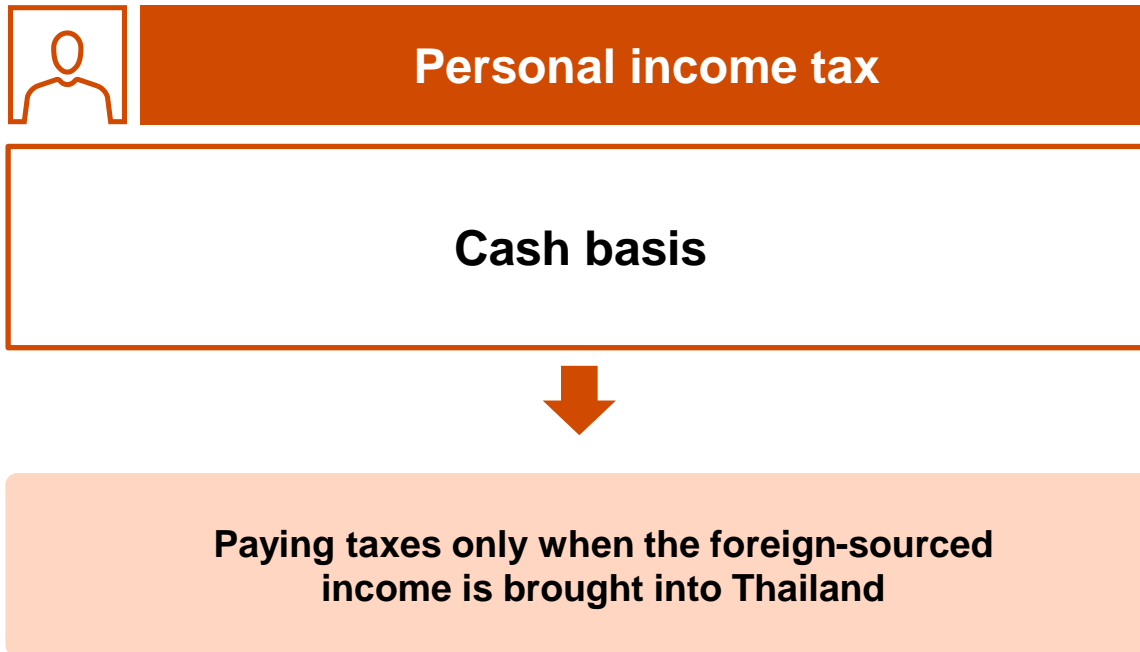 Personal income tax
Cash basis
Paying taxes only when the foreign-sourced
income is brought into Thailand